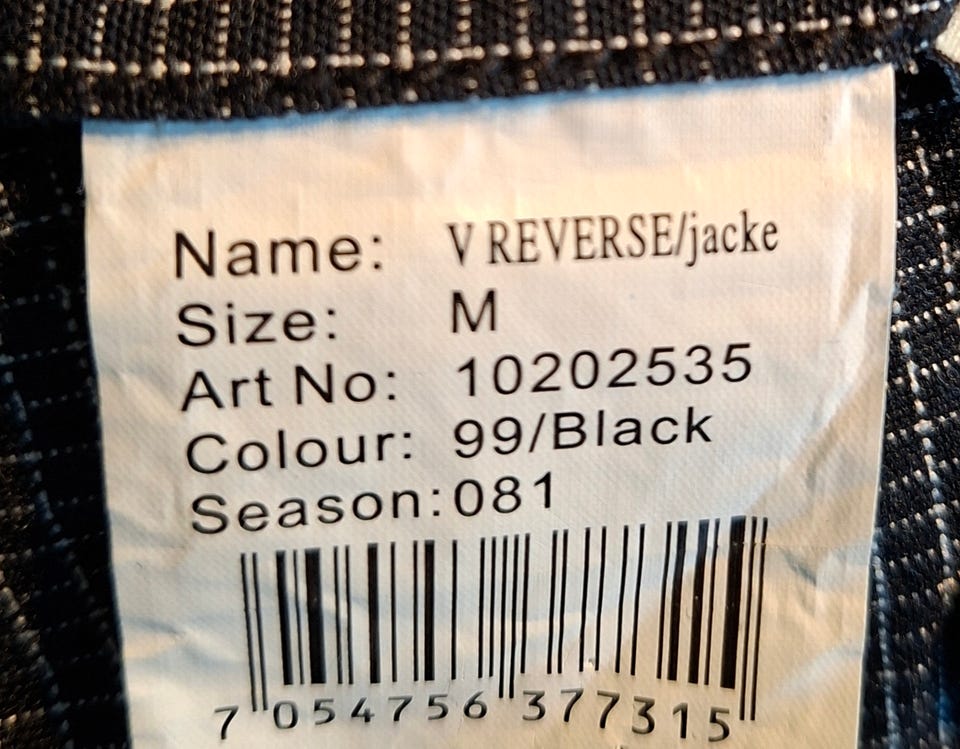 Name: V REVERSE/jacke
Size: M
Art No: 10202535
Colour: 99/Black
Season: 081
7 054756 377315